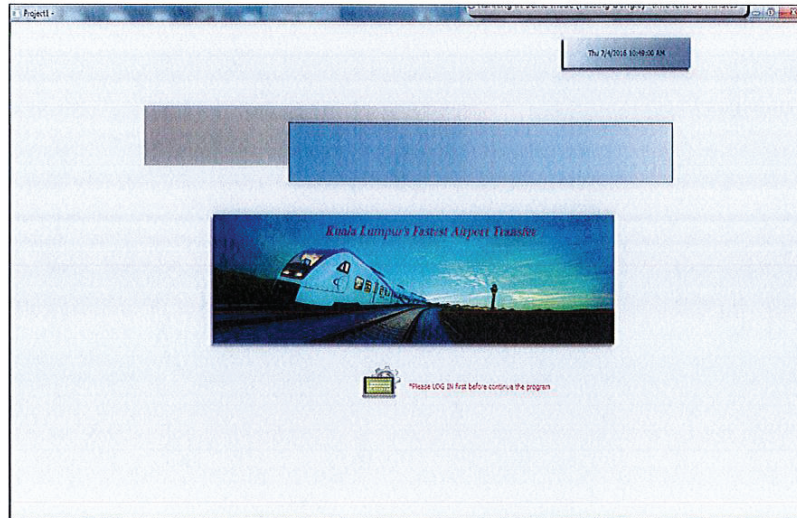 Project1 -
Thu 7/4/2016 10:49:00 AM
Kuala Lumpur's Fastest Airport Transfer
*Please LOG IN first before continue the program